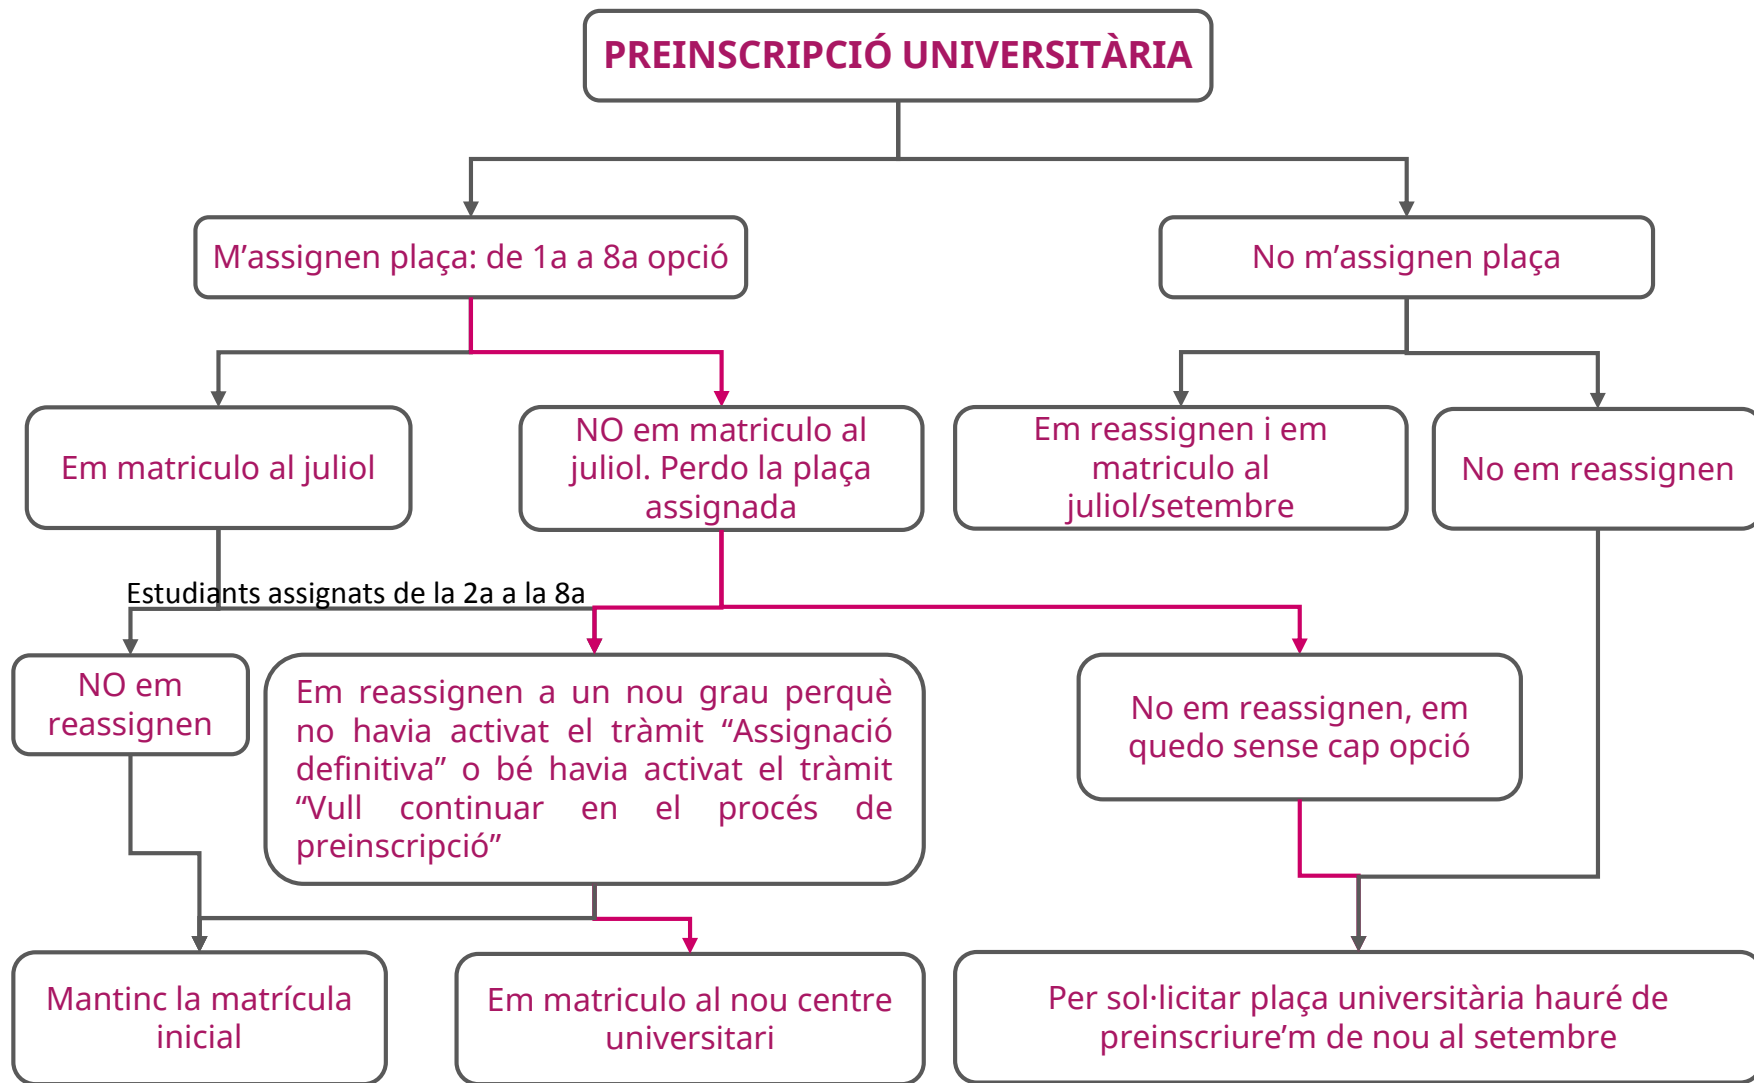 PREINSCRIPCIÓ UNIVERSITÀRIA
M’assignen plaça: de 1a a 8a opció
No m’assignen plaça
Em matriculo al juliol
NO em matriculo al
juliol. Perdo la plaça
assignada
Em reassignen i em
matriculo al
juliol/setembre
No em reassignen
Estudiants assignats de la 2a a la 8a
NO em
reassignen
Em reassignen a un nou grau perquè
no havia activat el tràmit “Assignació
definitiva” o bé havia activat el tràmit
“Vull continuar en el procés de
preinscripció”
No em reassignen, em
quedo sense cap opció
Mantinc la matrícula
inicial
Em matriculo al nou centre
universitari
Per sol·licitar plaça universitària hauré de
preinscriure’m de nou al setembre